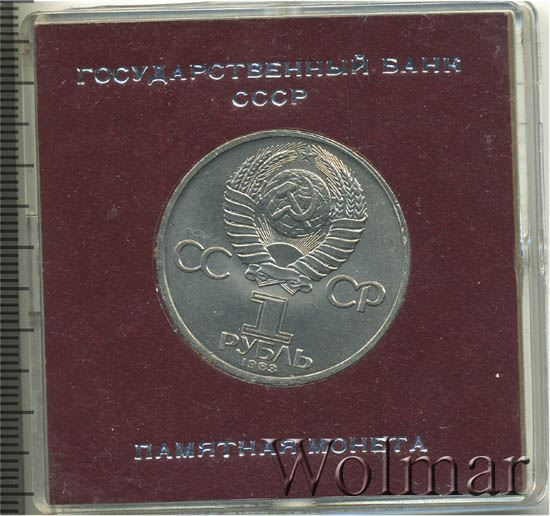 ГОСУДАРСТВЕННЫЙ БАНК
СССР
СС СР
1
РУБЛЬ
1983
ПАМЯТНАЯ МОНЕТА
Wolmar